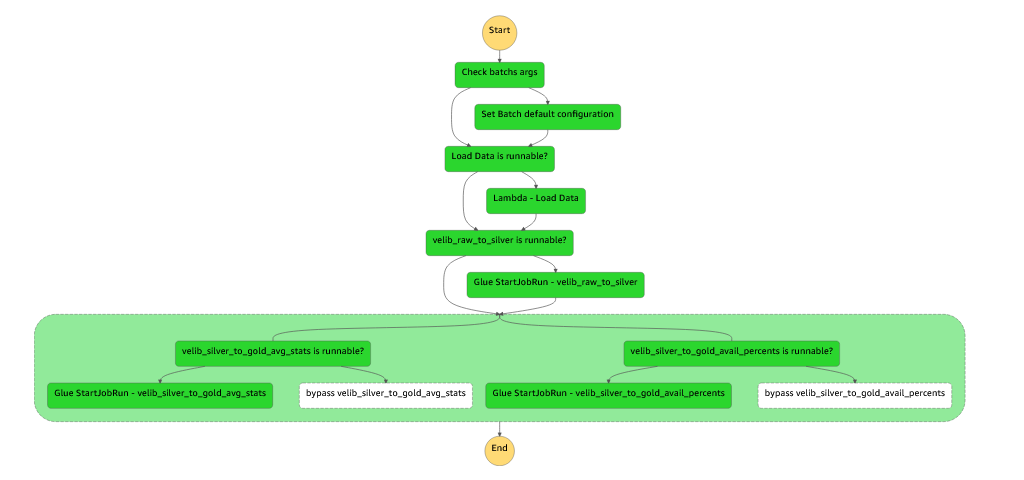 Start
Check batchs args
Set Batch default configuration
Load Data is runnable?
Lambda - Load Data
velib_raw_to_silver is runnable?
Glue StartJobRun - velib_raw_to_silver
velib_silver_to_gold_avg_stats is runnable?
velib_silver_to_gold_avail_percents is runnable?
Glue StartJobRun - velib_silver_to_gold_avg_stats
bypass velib_silver_to_gold_avg_stats
Glue StartJobRun - velib_silver_to_gold_avail_percents
bypass velib_silver_to_gold_avail_percents
End